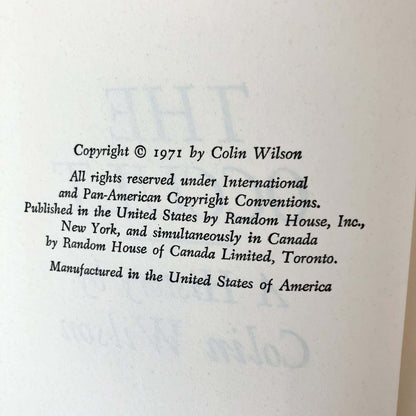 Copyright © 1971 by Colin Wilson
All rights reserved under International
and Pan-American Copyright Conventions.
Published in the United States by Random House, Inc.,
New York, and simultaneously in Canada
by Random House of Canada Limited, Toronto.
Manufactured in the United States of America